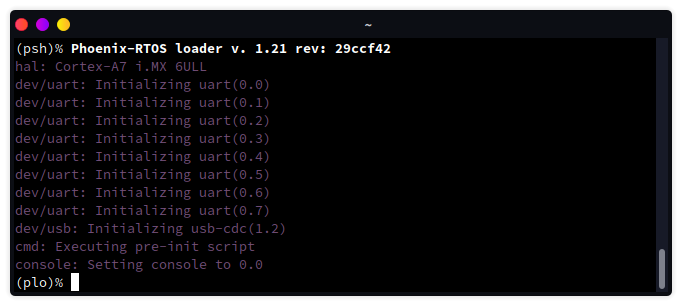 ~
(psh)% Phoenix-RTOS loader v. 1.21 rev: 29ccf42
hal: Cortex-A7 i.MX 6ULL
dev/uart: Initializing uart(0.0)
dev/uart: Initializing uart(0.1)
dev/uart: Initializing uart(0.2)
dev/uart: Initializing uart(0.3)
dev/uart: Initializing uart(0.4)
dev/uart: Initializing uart(0.5)
dev/uart: Initializing uart(0.6)
dev/uart: Initializing uart(0.7)
dev/usb: Initializing usb-cdc(1.2)
cmd: Executing pre-init script
console: Setting console to 0.0
(plo)%